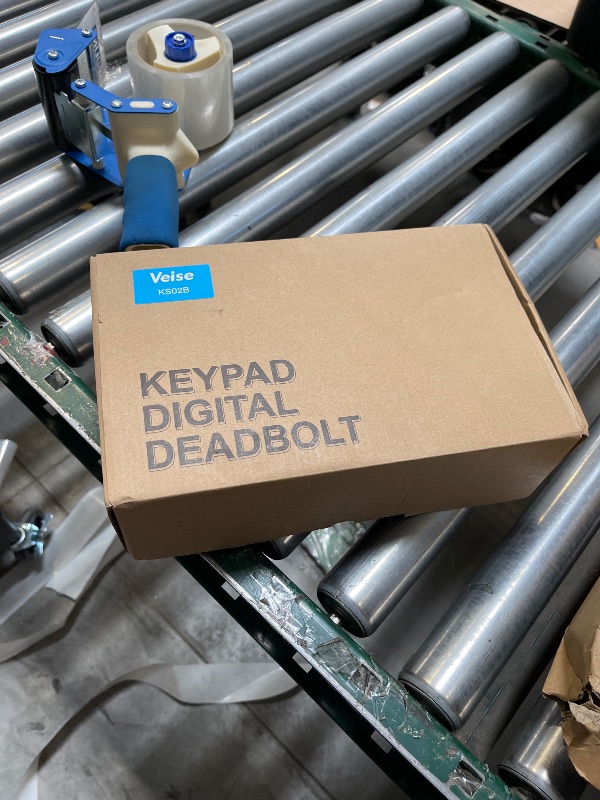 Veise
KS02B
KEYPAD
DIGITAL
DEADBOLT